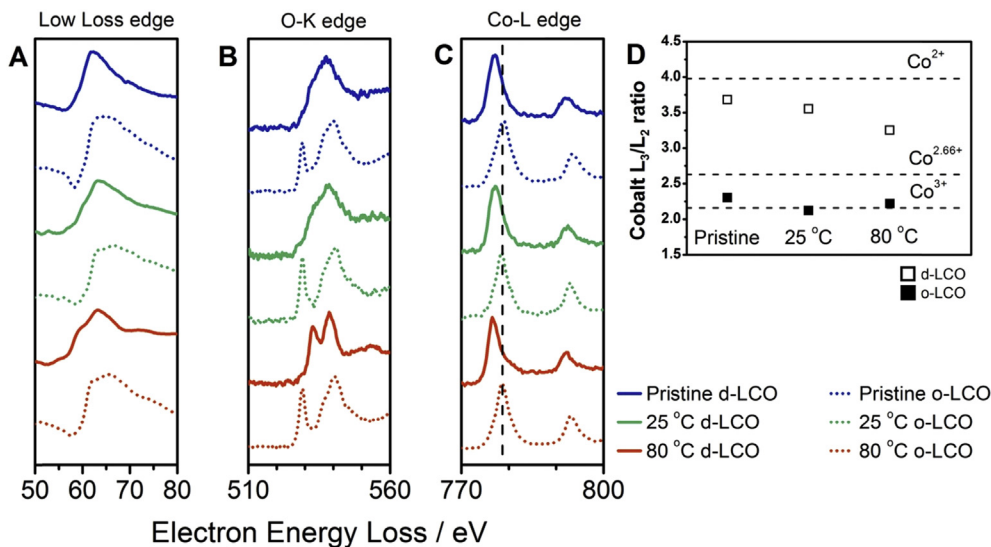 Low Loss edge
O-K edge
Co-L edge
A
B
C
D
50 60 70 80
510 560
770 800
Electron Energy Loss / eV
Cobalt L3/L2 ratio
4.5
4.0
3.5
3.0
2.5
2.0
1.5
Co2+
Co2.66+
Co3+
Pristine 25 °C 80 °C
d-LCO
o-LCO
Pristine d-LCO
25 °C d-LCO
80 °C d-LCO
Pristine o-LCO
25 °C o-LCO
80 °C o-LCO